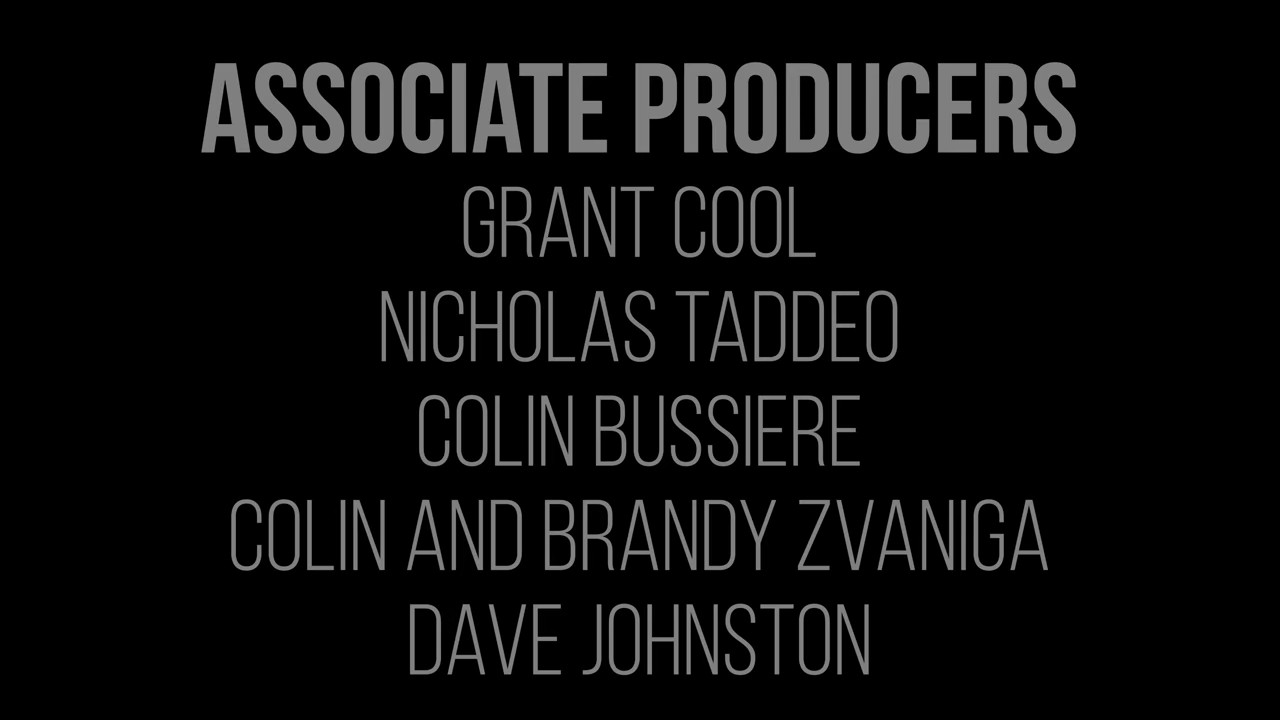 ASSOCIATE PRODUCERS
GRANT COOL
NICHOLAS TADDEO
COLIN BUSSIERE
COLIN AND BRANDY ZVANIGA
DAVE JOHNSTON